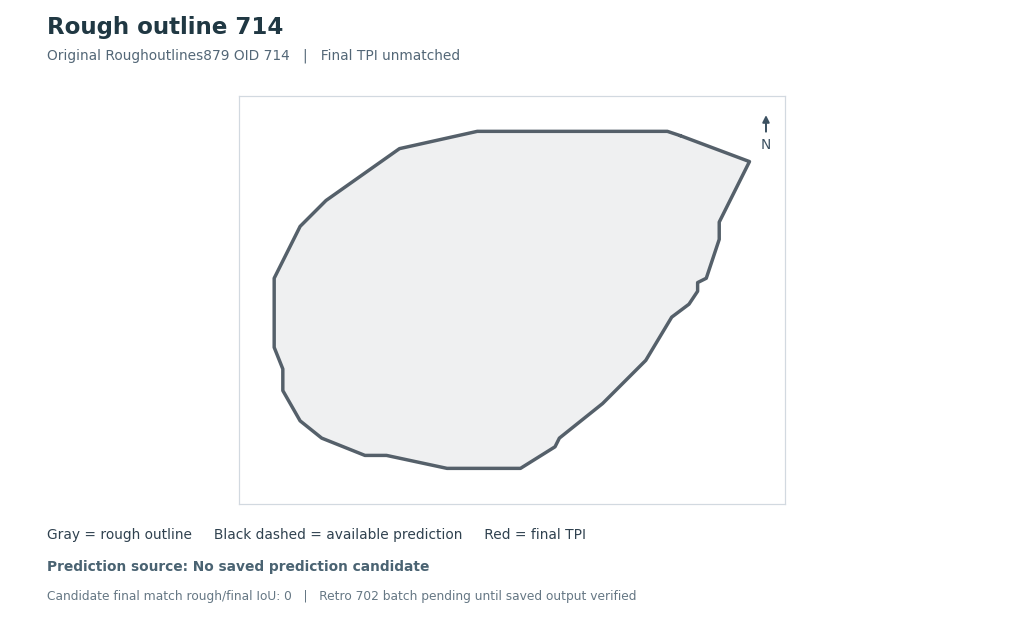 Rough outline 714
Original Roughoutlines879 OID 714   |   Final TPI unmatched
N
Gray = rough outline     Black dashed = available prediction     Red = final TPI
Prediction source: No saved prediction candidate
Candidate final match rough/final IoU: 0   |   Retro 702 batch pending until saved output verified